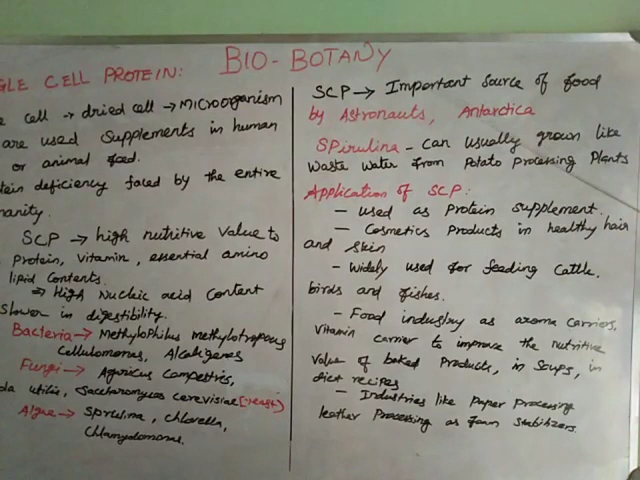 BIO-BOTANY
GLE CELL PROTEIN:
e cell → dried cell → Microorganism
are used Supplements in human
or animal feed.
tein deficiency faced by the entire
manity.
SCP → high nutritive value to
Protein, vitamin, essential amino
lipid Contents.
⇒ High Nucleic acid Content
Slower in digestibility.
Bacteria → Methylophilus methylotropous
Cellulomonas, Alcaligenes
Fungi → Agaricus Campestris,
da utilis, Saccharomyces cerevisiae (yeast)
Algae → Spirulina, Chlorella,
Chlamydomonas.
SCP → Important Source of food
by Astronauts, Antarctica
SPirulina - Can usually grown like
Waste water from Potato Processing Plants
Application of SCP:
- used as Protein Supplement.
- Cosmetics Products in healthy hair
and Skin
- Widely used for feeding Cattle,
birds and fishes.
- Food industry as aroma Carriers,
Vitamin Carrier to improve the nutritive
Value of baked Products, in Soups, in
diet recipes
- Industries like Paper Processing
leather Processing as foam Stabilizers.